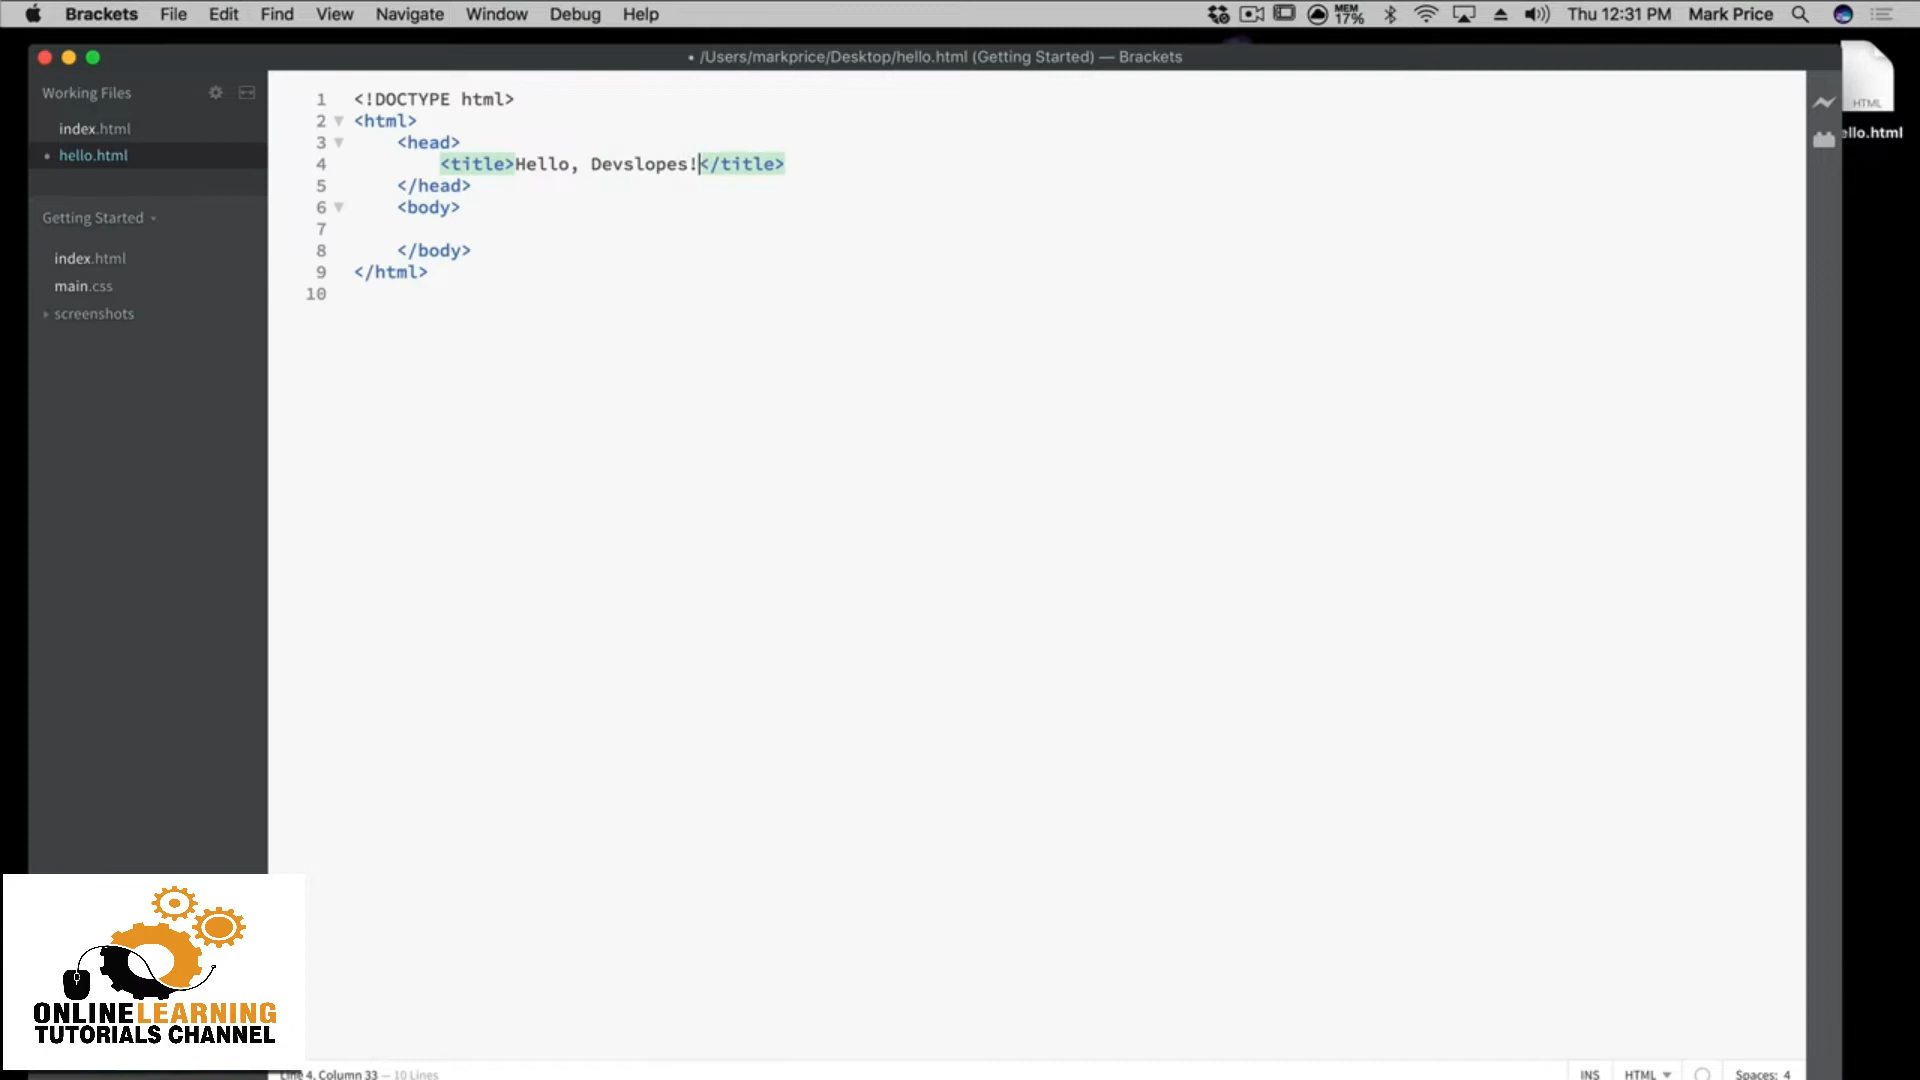 Brackets File Edit Find View Navigate Window Debug Help MEM 17% Thu 12:31 PM Mark Price
• /Users/markprice/Desktop/hello.html (Getting Started) — Brackets
Working Files
index.html
• hello.html
Getting Started
index.html
main.css
screenshots
1 <!DOCTYPE html>
2 <html>
3 <head>
4 <title>Hello, Devslopes!</title>
5 </head>
6 <body>
7
8 </body>
9 </html>
10
HTML
ello.html
ONLINELEARNING
TUTORIALS CHANNEL
Line 4, Column 33 — 10 Lines
INS HTML Spaces: 4